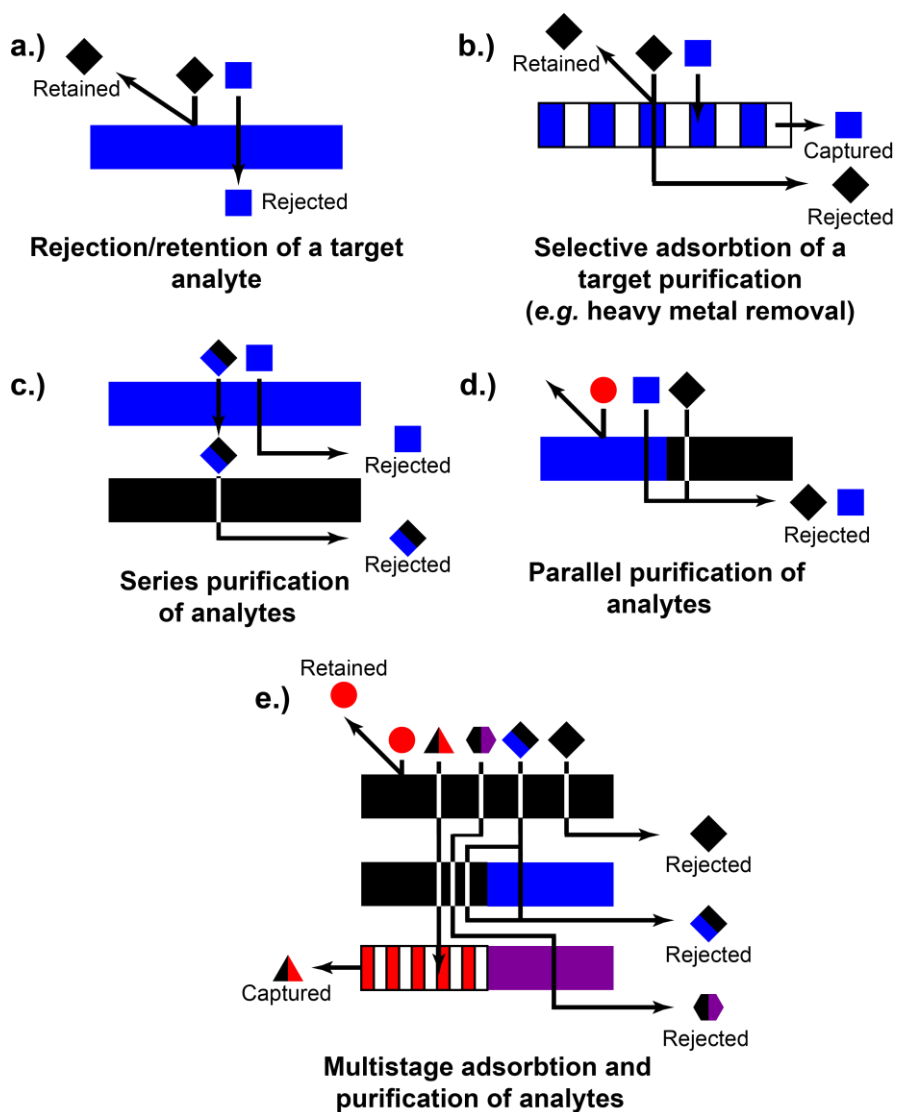 a.)
Retained
Rejected
Rejection/retention of a target
analyte
b.)
Retained
Captured
Rejected
Selective adsorbtion of a
target purification
(e.g. heavy metal removal)
c.)
Rejected
Rejected
Series purification
of analytes
d.)
Rejected
Parallel purification of
analytes
e.)
Retained
Rejected
Rejected
Captured
Rejected
Multistage adsorbtion and
purification of analytes